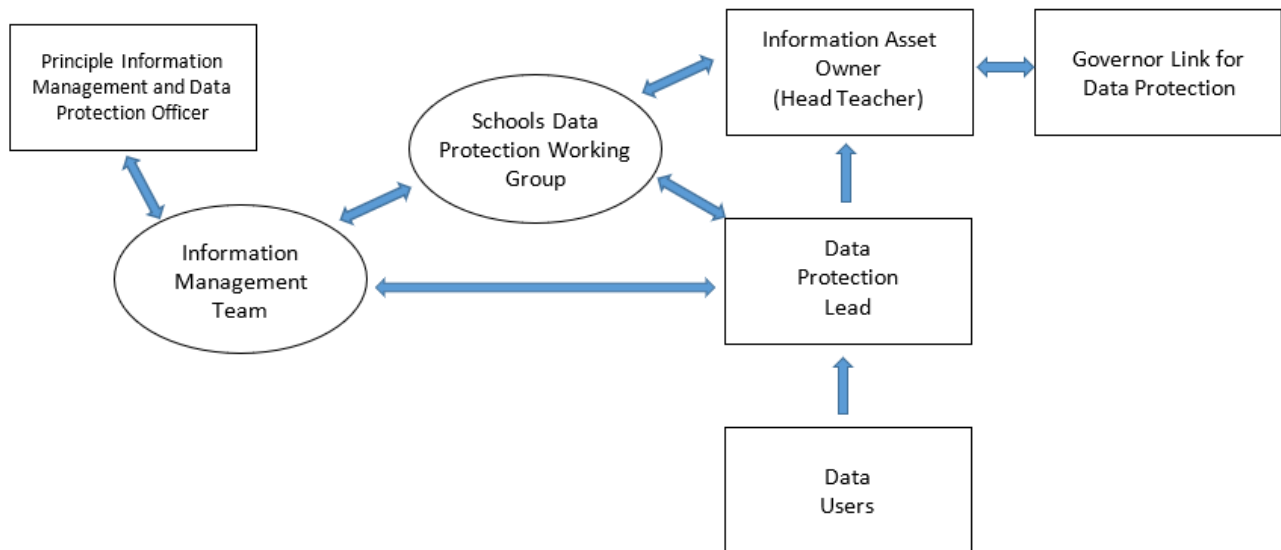 Principle Information
Management and Data
Protection Officer
Information Asset
Owner
(Head Teacher)
Governor Link for
Data Protection
Schools Data
Protection Working
Group
Information
Management
Team
Data
Protection
Lead
Data
Users